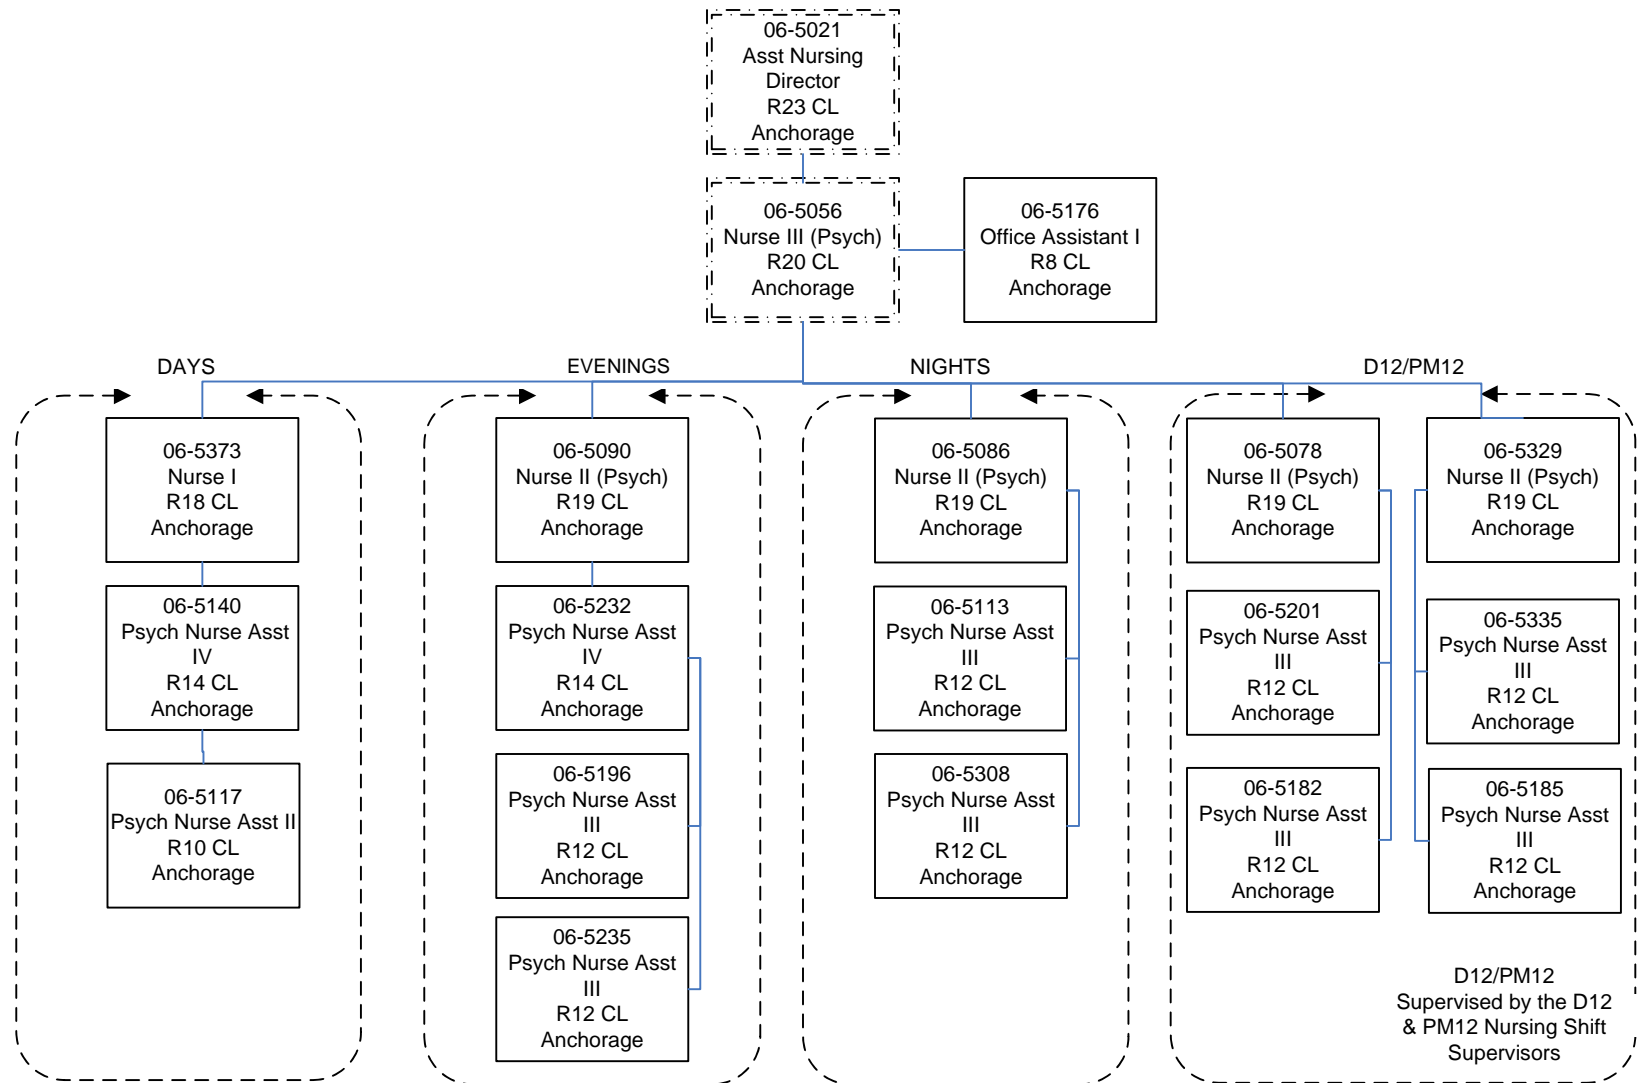 06-5021
Asst Nursing
Director
R23 CL
Anchorage
06-5056
Nurse III (Psych)
R20 CL
Anchorage
06-5176
Office Assistant I
R8 CL
Anchorage
DAYS
EVENINGS
NIGHTS
D12/PM12
06-5373
Nurse I
R18 CL
Anchorage
06-5140
Psych Nurse Asst
IV
R14 CL
Anchorage
06-5117
Psych Nurse Asst II
R10 CL
Anchorage
06-5090
Nurse II (Psych)
R19 CL
Anchorage
06-5232
Psych Nurse Asst
IV
R14 CL
Anchorage
06-5196
Psych Nurse Asst
III
R12 CL
Anchorage
06-5235
Psych Nurse Asst
III
R12 CL
Anchorage
06-5086
Nurse II (Psych)
R19 CL
Anchorage
06-5113
Psych Nurse Asst
III
R12 CL
Anchorage
06-5308
Psych Nurse Asst
III
R12 CL
Anchorage
06-5078
Nurse II (Psych)
R19 CL
Anchorage
06-5201
Psych Nurse Asst
III
R12 CL
Anchorage
06-5182
Psych Nurse Asst
III
R12 CL
Anchorage
06-5329
Nurse II (Psych)
R19 CL
Anchorage
06-5335
Psych Nurse Asst
III
R12 CL
Anchorage
06-5185
Psych Nurse Asst
III
R12 CL
Anchorage
D12/PM12
Supervised by the D12
& PM12 Nursing Shift
Supervisors